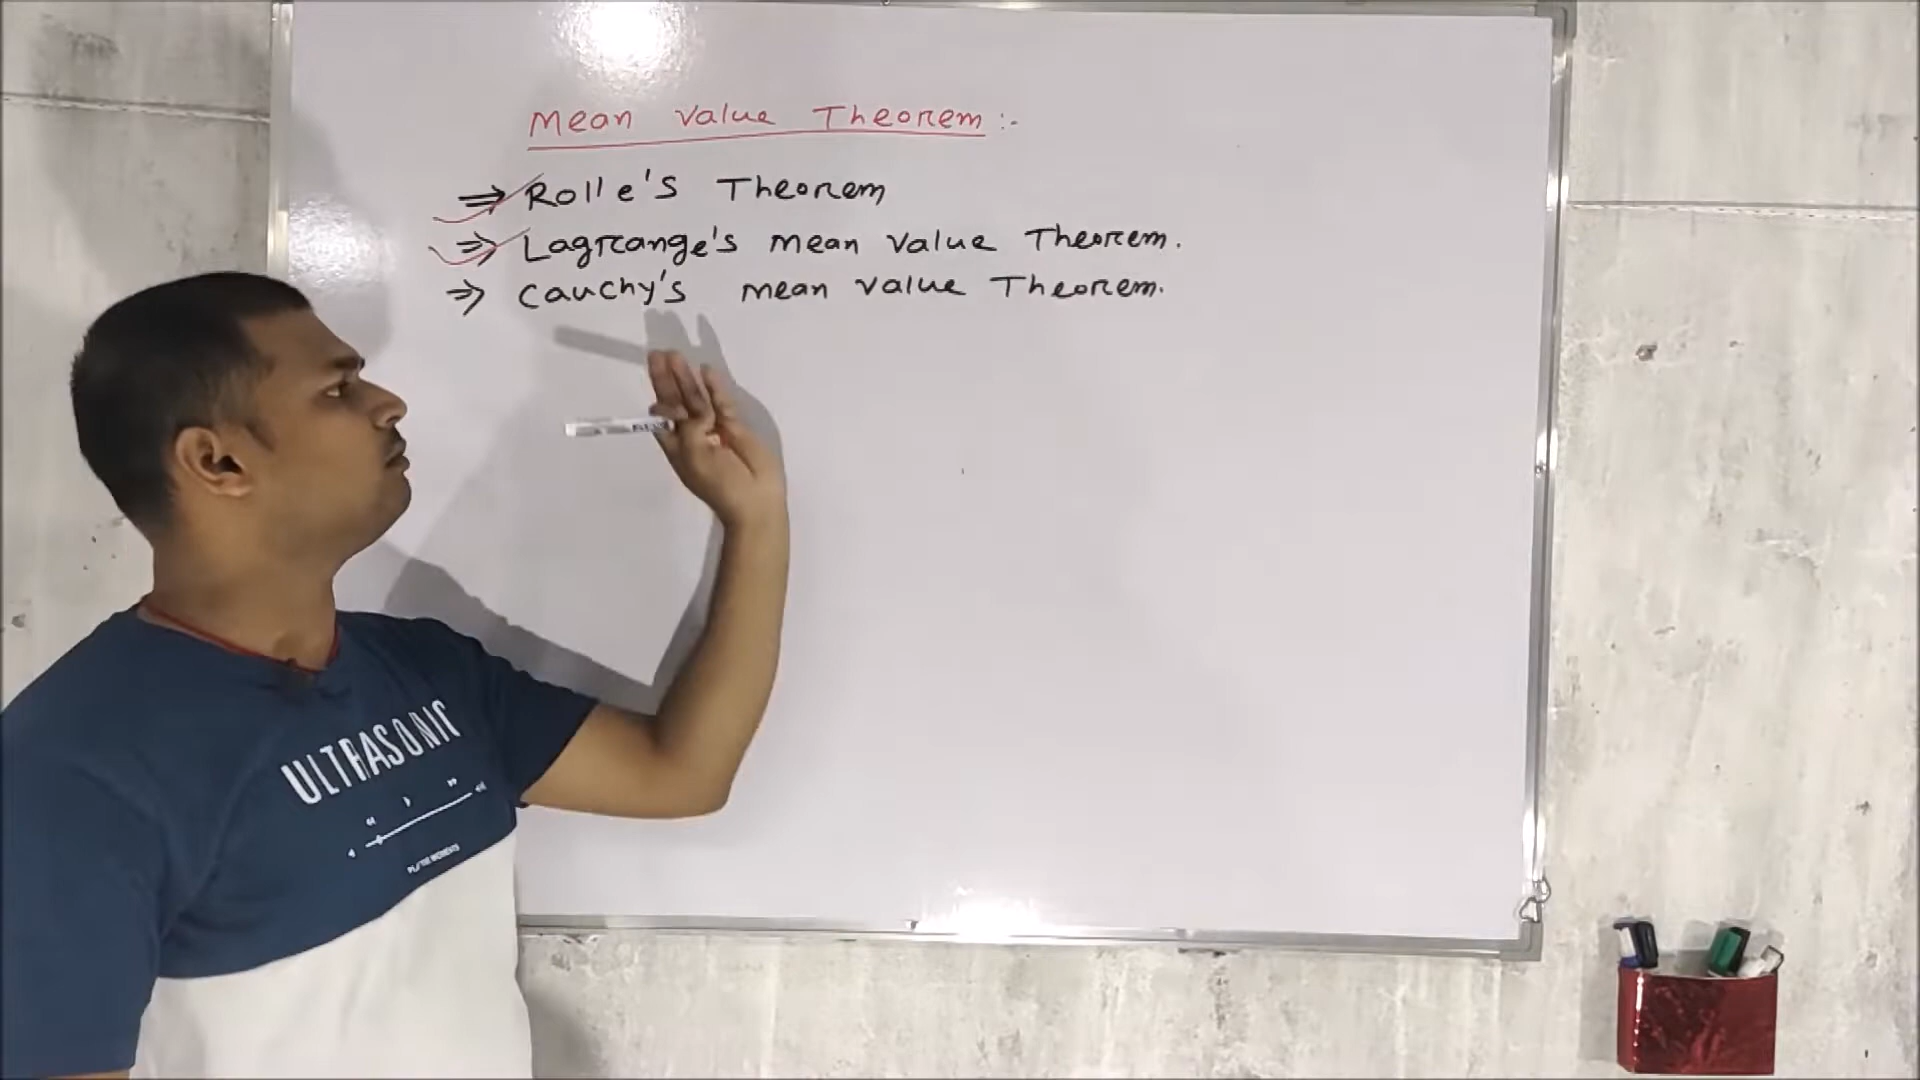 Mean Value Theorem :-
⇒ Rolle's Theorem
⇒ Lagrange's mean value Theorem.
⇒ Cauchy's mean value Theorem.
ULTRASONIC